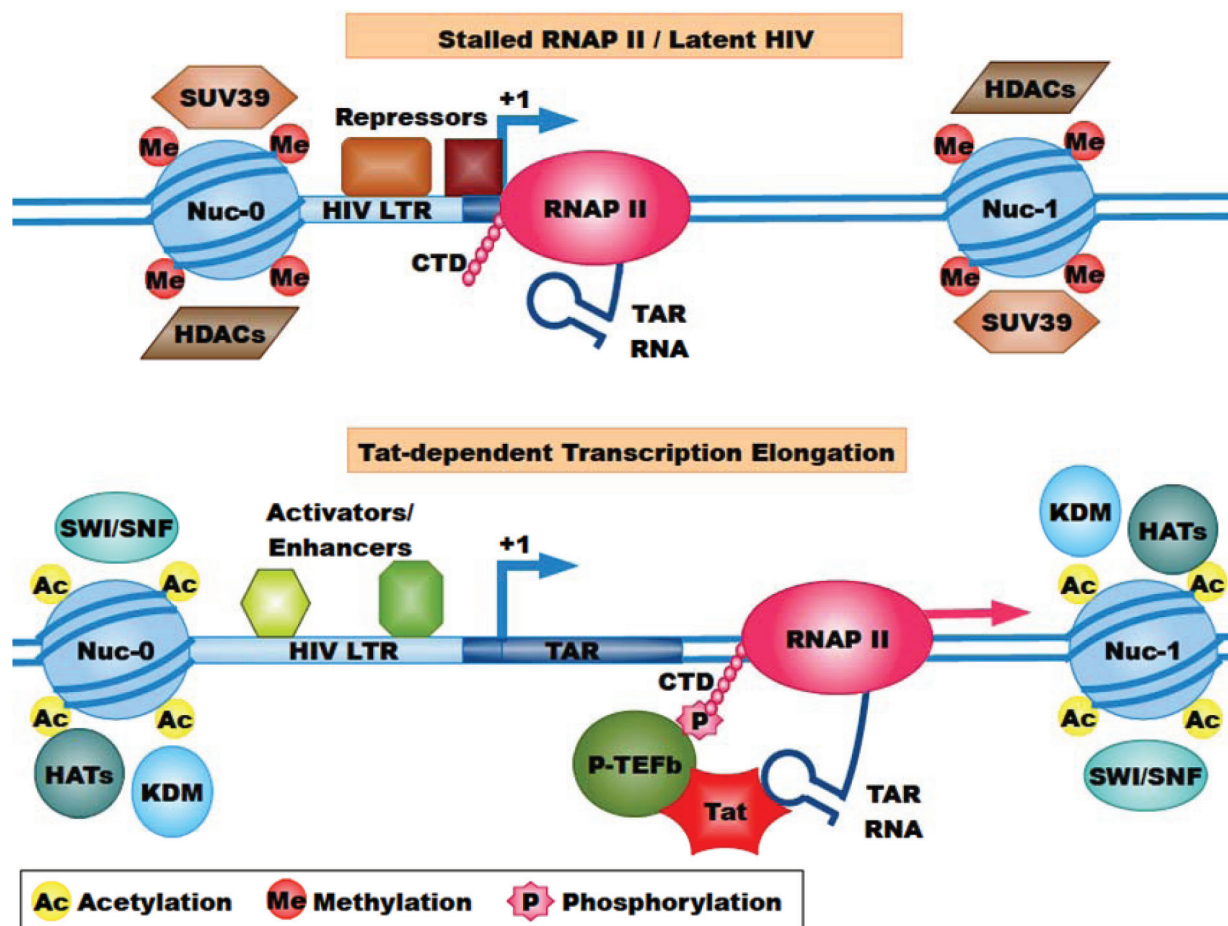 Stalled RNAP II / Latent HIV
SUV39
HDACs
+1
Repressors
Me
Me
Me
Me
Nuc-0
HIV LTR
RNAP II
Nuc-1
CTD
Me
Me
Me
Me
TAR
RNA
HDACs
SUV39
Tat-dependent Transcription Elongation
SWI/SNF
Activators/
Enhancers
+1
KDM
HATs
Ac
Ac
Ac
Ac
Nuc-0
HIV LTR
TAR
RNAP II
Nuc-1
CTD
Ac
Ac
P
Ac
Ac
HATs
KDM
P-TEFb
Tat
TAR
RNA
SWI/SNF
Ac Acetylation
Me Methylation
P Phosphorylation